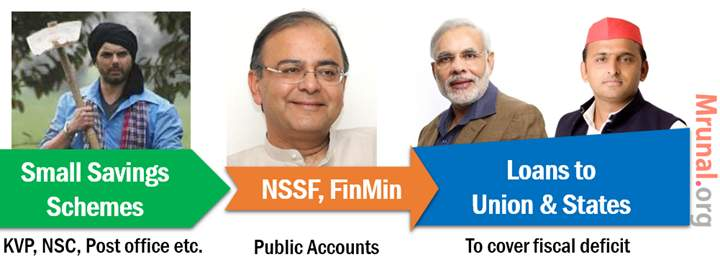 Small Savings
Schemes
NSSF, FinMin
Loans to
Union & States
KVP, NSC, Post office etc.
Public Accounts
To cover fiscal deficit
Mrunal.org